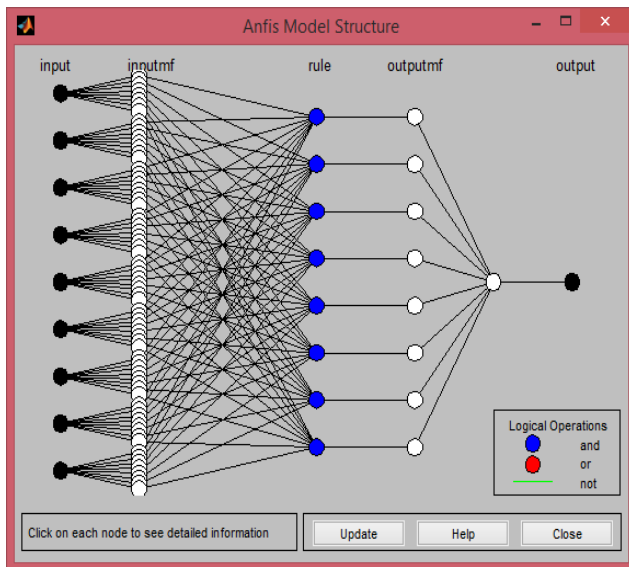 Anfis Model Structure
input inputmf rule outputmf output
Logical Operations
and
or
not
Click on each node to see detailed information
Update Help Close